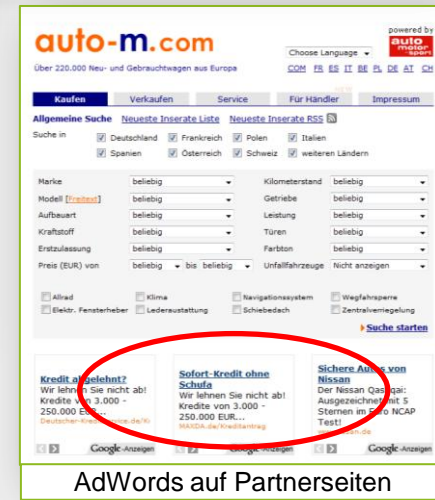 auto-m.com
powered by
auto
motor
sport
Choose Language
Über 220.000 Neu- und Gebrauchtwagen aus Europa
COM FR ES IT BE PL DE AT CH
Kaufen Verkaufen Service Für Händler Impressum
Allgemeine Suche Neueste Inserate Liste Neueste Inserate RSS
Suche in Deutschland Frankreich Polen Italien
Spanien Österreich Schweiz weiteren Ländern
Marke beliebig Kilometerstand beliebig
Modell [Freitext] beliebig Getriebe beliebig
Aufbauart beliebig Leistung beliebig
Kraftstoff beliebig Türen beliebig
Erstzulassung beliebig Farbton beliebig
Preis (EUR) von beliebig bis beliebig Unfallfahrzeuge Nicht anzeigen
Allrad Klima Navigationssystem Wegfahrsperre
Elektr. Fensterheber Lederaustattung Schiebedach Zentralverriegelung
Suche starten
Kredit abgelehnt?
Wir lehnen Sie nicht ab!
Kredite von 3.000 -
250.000 EUR...
Sofort-Kredit ohne
Schufa
Wir lehnen Sie nicht ab!
Kredite von 3.000 -
250.000 EUR...
MAXDA.de/Kreditantrag
Sichere Autos von
Nissan
Der Nissan Qashqai:
Ausgezeichnet mit 5
Sternen im Euro NCAP
Test!
Google-Anzeigen Google-Anzeigen Google-Anzeigen
AdWords auf Partnerseiten